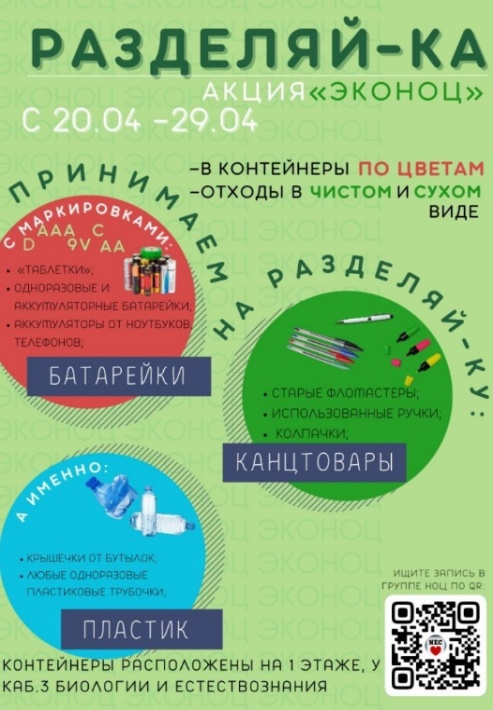 РАЗДЕЛЯЙ-КА
АКЦИЯ «ЭКОНОЦ»
С 20.04 -29.04
-В КОНТЕЙНЕРЫ ПО ЦВЕТАМ
-ОТХОДЫ В ЧИСТОМ И СУХОМ
ВИДЕ
ПРИНИМАЕМ НА РАЗДЕЛЯЙ-КУ:
С МАРКИРОВКАМИ:
AAA C
D 9V AA
• «ТАБЛЕТКИ»;
• ОДНОРАЗОВЫЕ И
АККУМУЛЯТОРНЫЕ БАТАРЕЙКИ;
• АККУМУЛЯТОРЫ ОТ НОУТБУКОВ,
ТЕЛЕФОНОВ;
БАТАРЕЙКИ
• СТАРЫЕ ФЛОМАСТЕРЫ;
• ИСПОЛЬЗОВАННЫЕ РУЧКИ;
• КОЛПАЧКИ;
КАНЦТОВАРЫ
А ИМЕННО:
• КРЫШЕЧКИ ОТ БУТЫЛОК;
• ЛЮБЫЕ ОДНОРАЗОВЫЕ
ПЛАСТИКОВЫЕ ТРУБОЧКИ;
ПЛАСТИК
ИЩИТЕ ЗАПИСЬ В
ГРУППЕ НОЦ ПО QR:
NEC
КОНТЕЙНЕРЫ РАСПОЛОЖЕНЫ НА 1 ЭТАЖЕ, У
КАБ.3 БИОЛОГИИ И ЕСТЕСТВОЗНАНИЯ